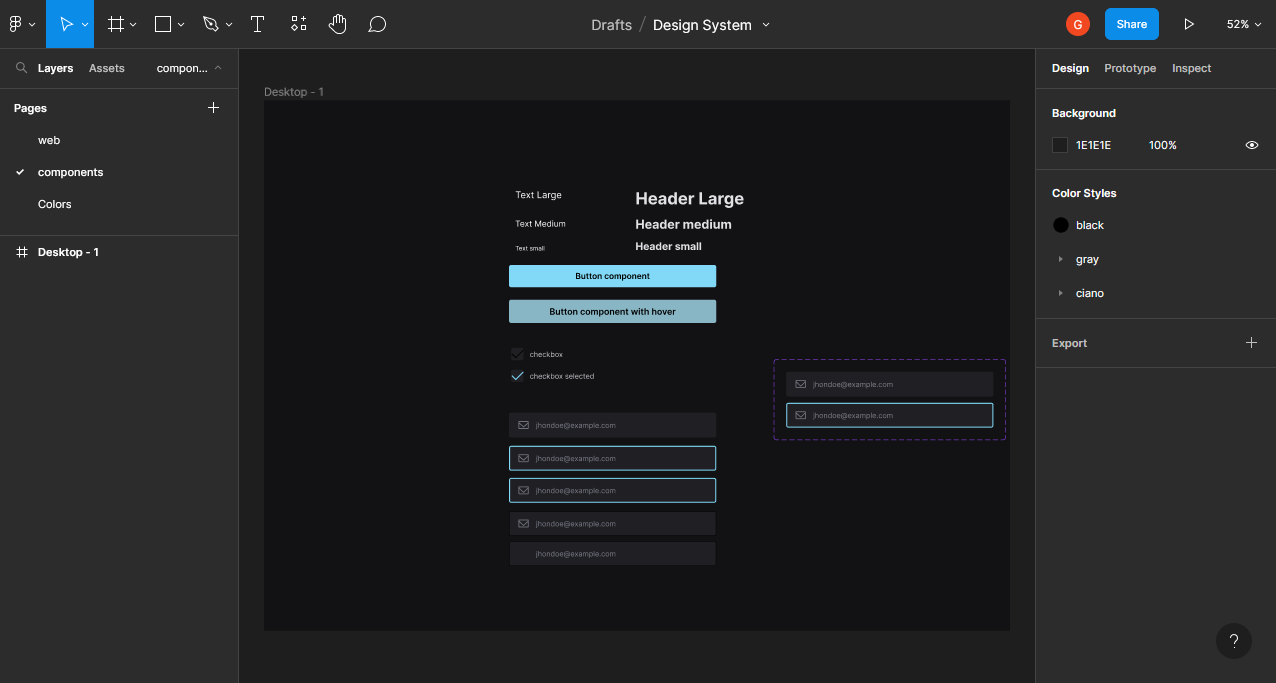 Drafts / Design System
G
Share
52%
Layers Assets compon...
Pages
web
components
Colors
Desktop - 1
Desktop - 1
Text Large
Header Large
Text Medium
Header medium
Text small
Header small
Button component
Button component with hover
checkbox
checkbox selected
jhondoe@example.com
jhondoe@example.com
jhondoe@example.com
jhondoe@example.com
jhondoe@example.com
jhondoe@example.com
jhondoe@example.com
Design Prototype Inspect
Background
1E1E1E 100%
Color Styles
black
gray
ciano
Export
?